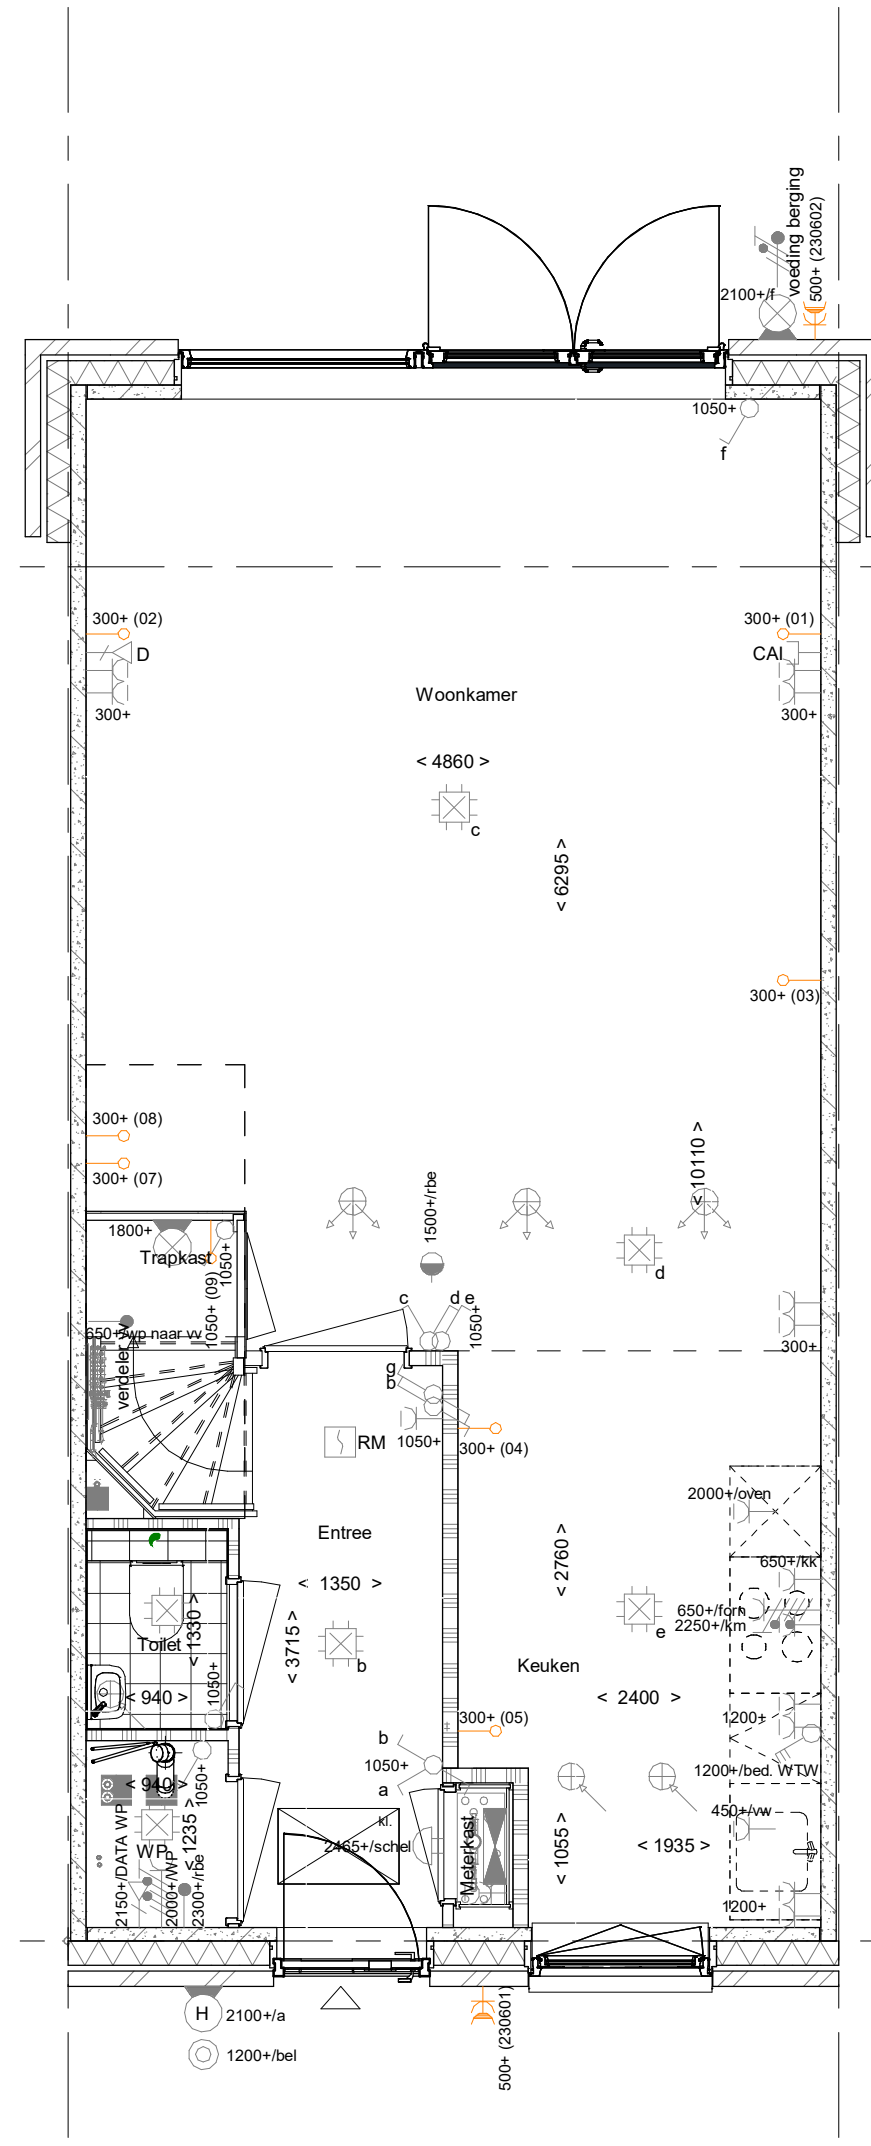 voeding berging
500+ (230602)
2100+/f
1050+
f
300+ (02)
300+ (01)
D
CAI
300+
300+
Woonkamer
< 4860 >
c
< 6295 >
300+ (03)
300+ (08)
300+ (07)
< 10110 >
1500+/rbe
1800+
Trapkast
1050+
1050+ (09)
d
650+/wp naar vv
verdeler vv
c
d e
1050+
300+
g
b
RM
1050+
300+ (04)
2000+/oven
Entree
< 2760 >
650+/kk
< 1350 >
650+/forn
2250+/km
< 1330 >
Toilet
< 3715 >
b
e
Keuken
1050+
< 940 >
< 2400 >
300+ (05)
1200+
b
1050+
a
1050+
1200+/bed. WTW
< 940 >
kl.
450+/vw
< 1235 >
WP
2465+/schel
Meterkast
< 1055 >
< 1935 >
2150+/DATA WP
2000+/WP
2300+/rbe
1200+
H
2100+/a
1200+/bel
500+ (230601)